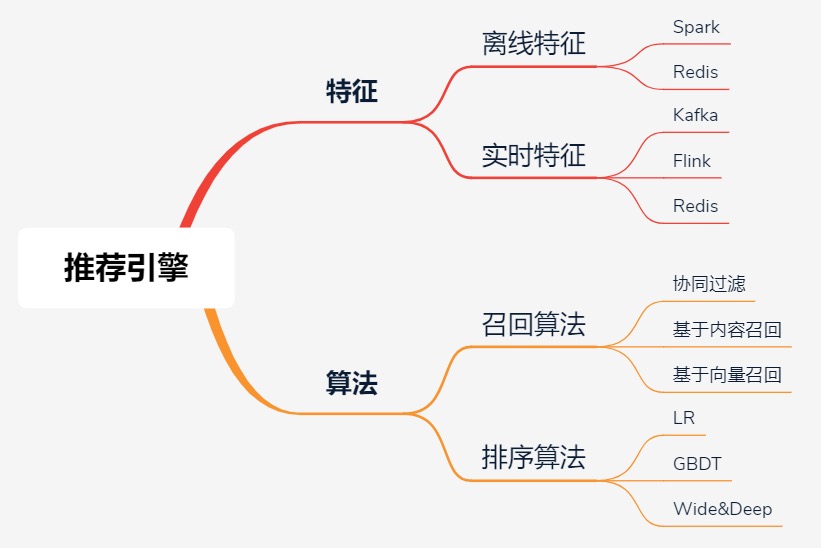 推荐引擎
特征
离线特征
Spark
Redis
实时特征
Kafka
Flink
Redis
算法
召回算法
协同过滤
基于内容召回
基于向量召回
排序算法
LR
GBDT
Wide&Deep